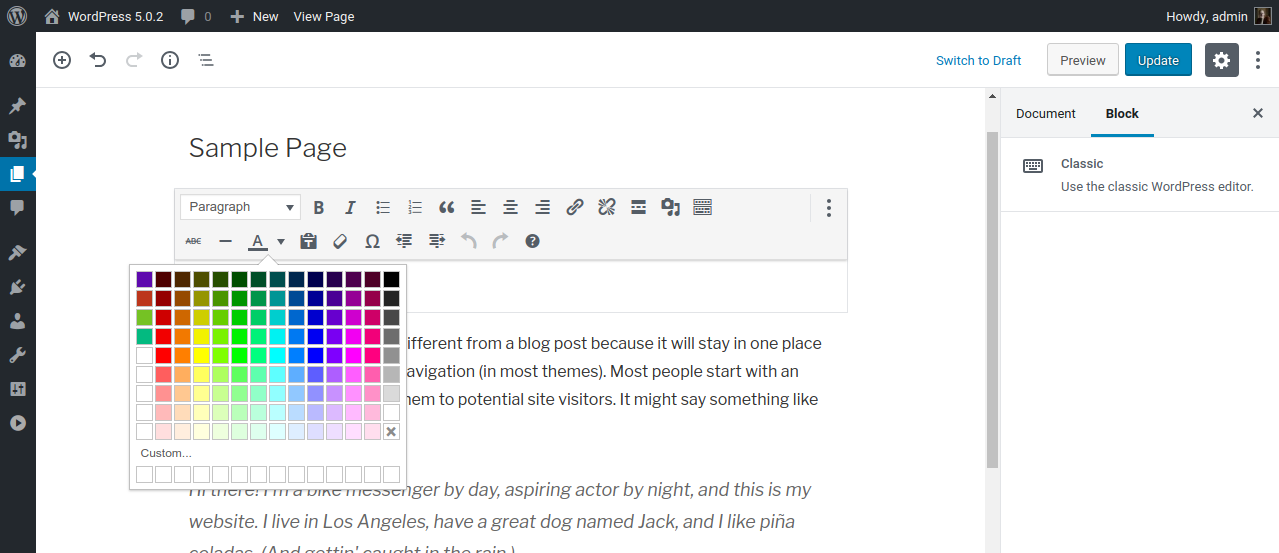 WordPress 5.0.2 0 New View Page Howdy, admin
Switch to Draft Preview Update
Document Block
Sample Page
Classic
Use the classic WordPress editor.
Paragraph B I
ABC A Ω
ifferent from a blog post because it will stay in one place
avigation (in most themes). Most people start with an
hem to potential site visitors. It might say something like
Custom...
Hi there! I'm a bike messenger by day, aspiring actor by night, and this is my
website. I live in Los Angeles, have a great dog named Jack, and I like piña
coladas. (And gettin' caught in the rain.)